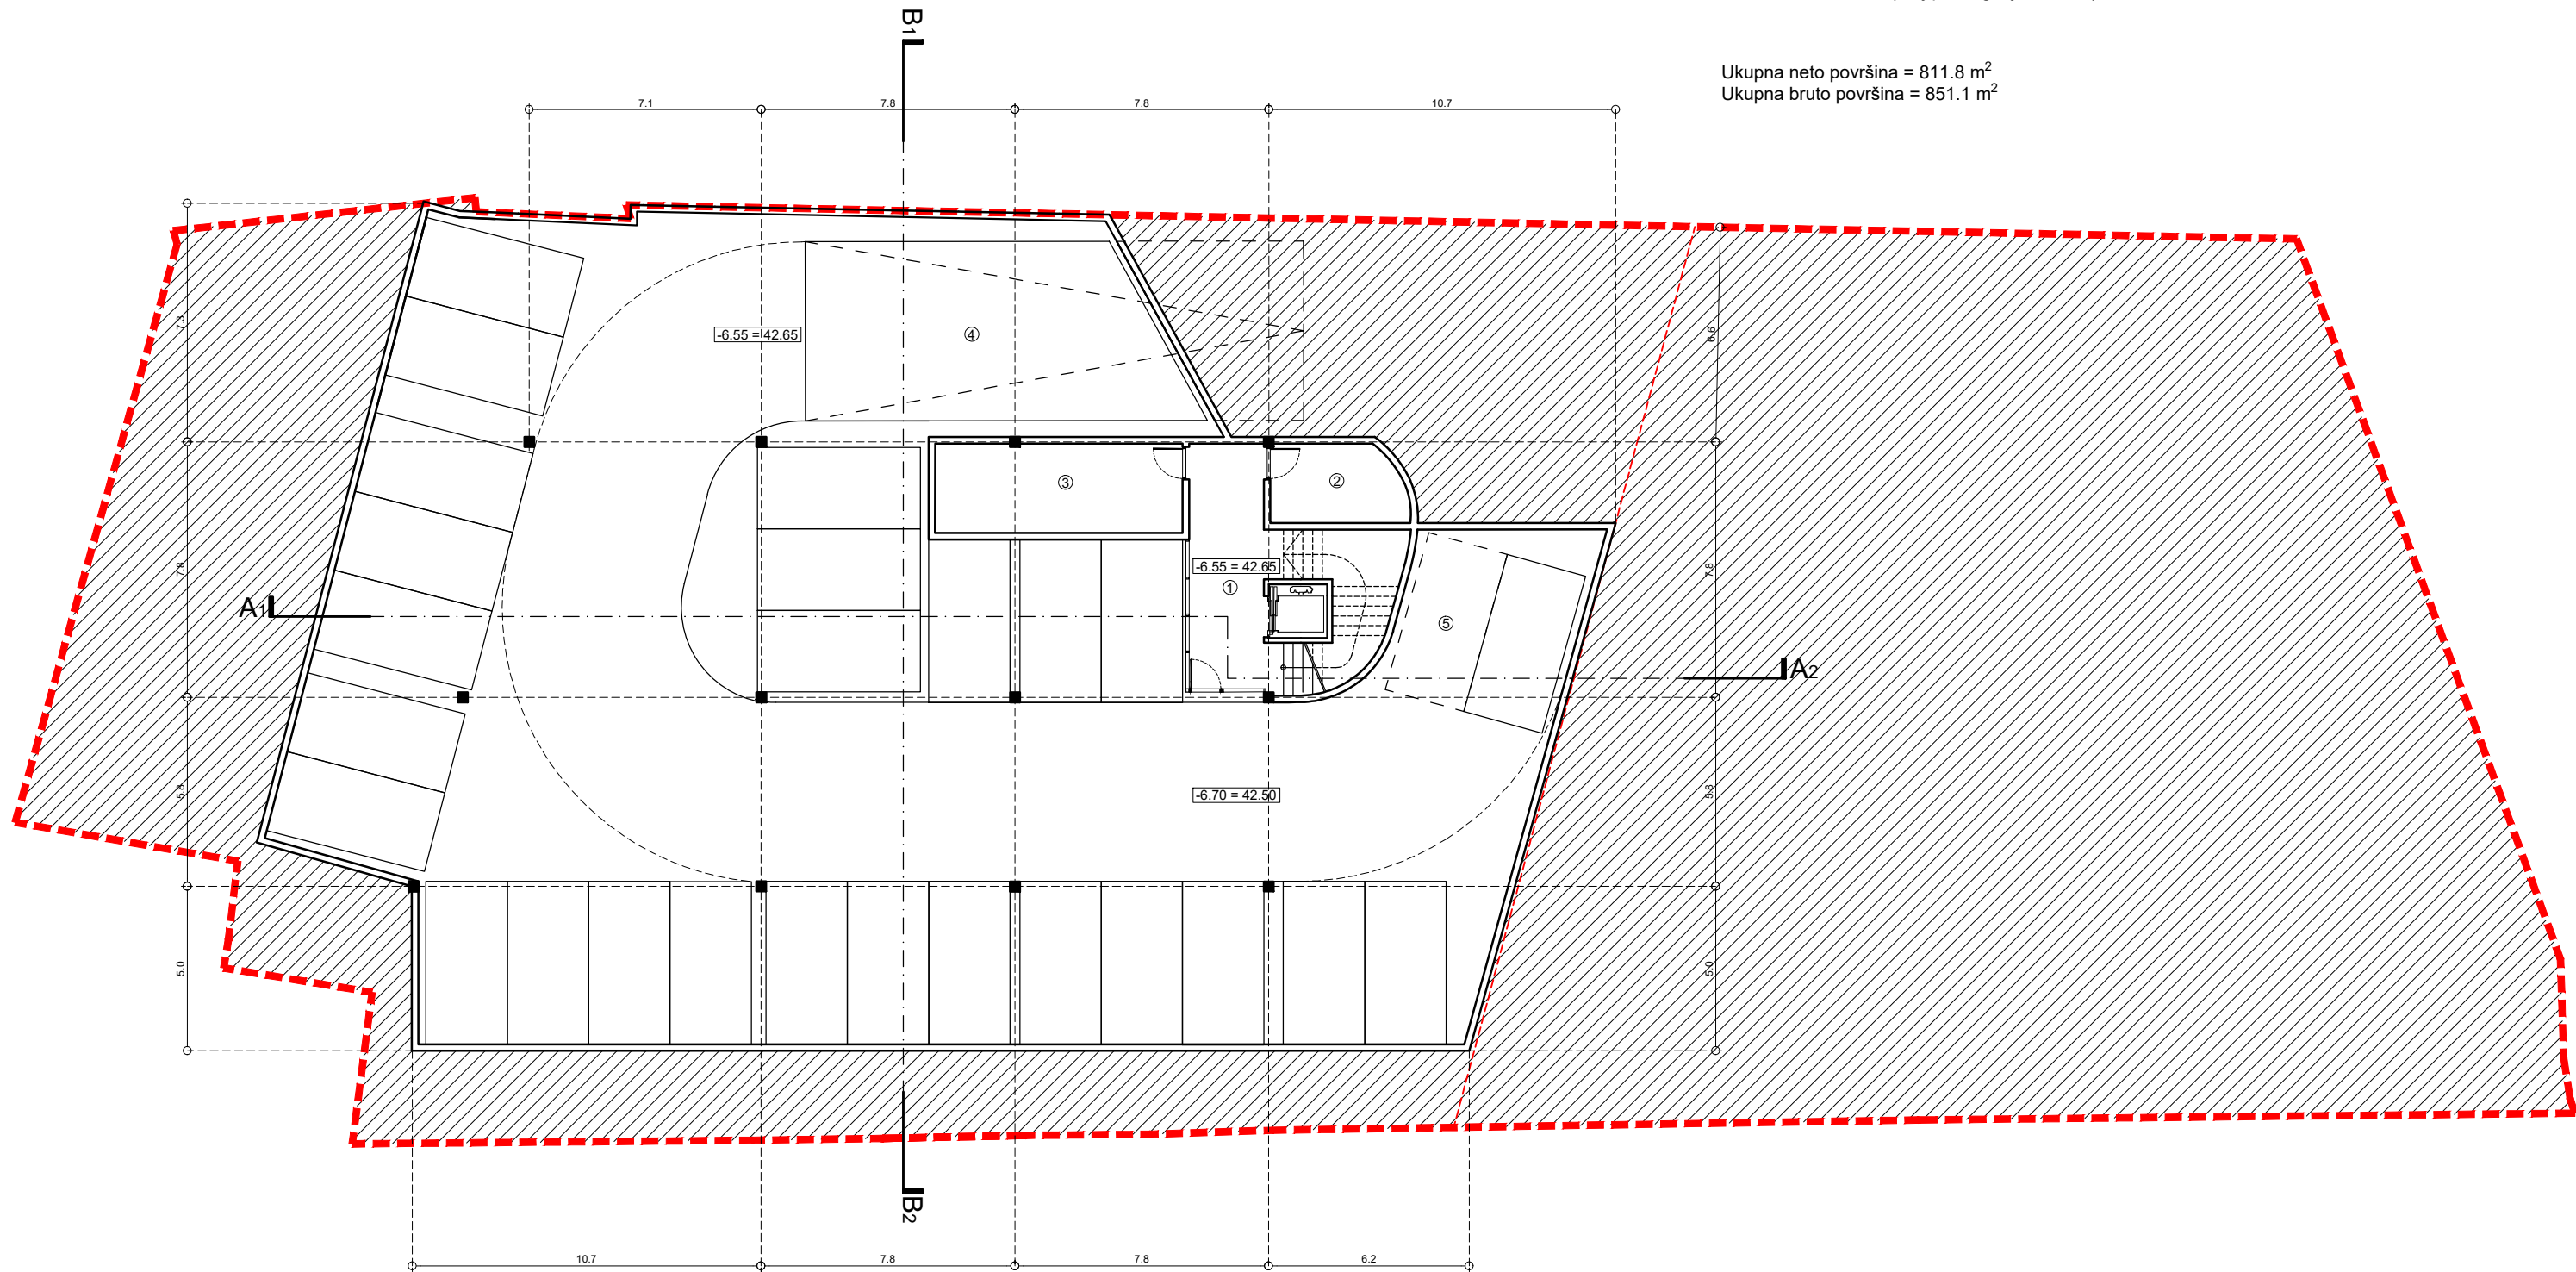 B1
Ukupna neto površina = 811.8 m²
Ukupna bruto površina = 851.1 m²
7.1
7.8
7.8
10.7
7.3
-6.55 = 42.65
4
6.6
3
2
-6.55 = 42.65
1
7.8
7.8
A1
5
A2
5.8
-6.70 = 42.50
5.8
5.0
5.0
B2
10.7
7.8
7.8
6.2